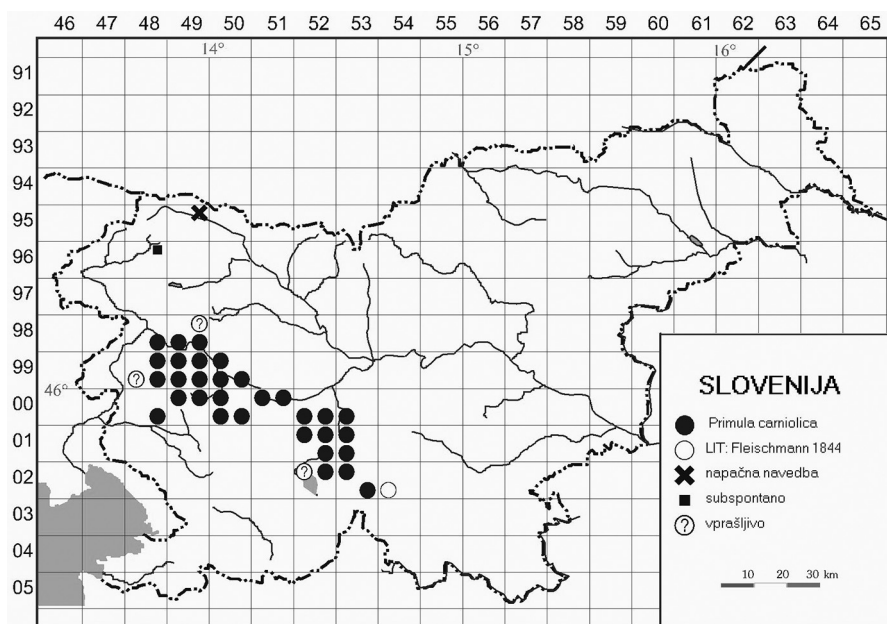 46 47 48 49 50 51 52 53 54 55 56 57 58 59 60 61 62 63 64 65
14° 15° 16°
91
92
93
94
95
96
97
98
99
46°
00
01
02
03
04
05
?
?
?
SLOVENIJA
Primula carniolica
LIT: Fleischmann 1844
napačna navedba
subspontano
? vprašljivo
10 20 30 km